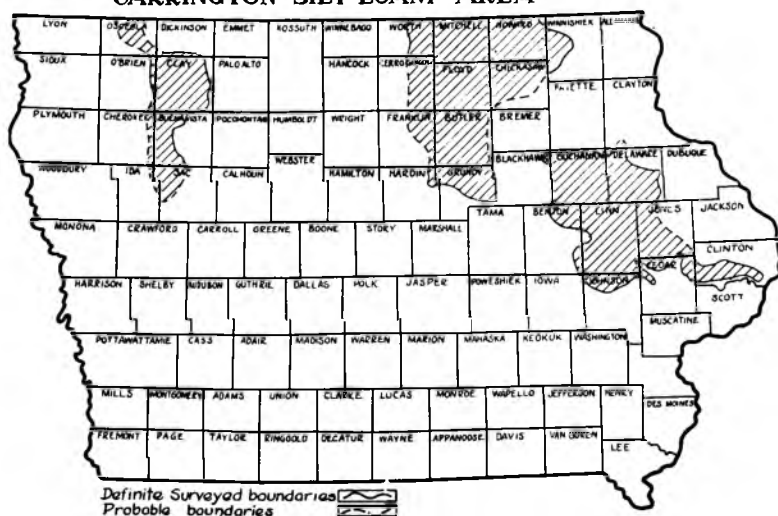 CARRINGTON SILT LOAM AREA
LYON OSCEOLA DICKINSON EMMET KOSSUTH WINNEBAGO WORTH MITCHELL HOWARD WINNISHIEK
SIOUX O'BRIEN CLAY PALO ALTO HANCOCK CERRO GORDO FLOYD CHICKASAW FAYETTE CLAYTON
PLYMOUTH CHEROKEE BUENA VISTA POCOHONTAS HUMBOLDT WRIGHT FRANKLIN BUTLER BREMER
WOODBURY IDA SAC CALHOUN WEBSTER HAMILTON HARDIN GRUNDY BLACKHAWK BUCHANAN DELAWARE DUBUQUE
MONONA CRAWFORD CARROLL GREENE BOONE STORY MARSHALL TAMA BENTON LINN JONES JACKSON
CLINTON
HARRISON SHELBY AUDUBON GUTHRIE DALLAS POLK JASPER POWESHIEK IOWA JOHNSON CEDAR
SCOTT
MUSCATINE
POTTAWATTAMIE CASS ADAIR MADISON WARREN MARION MAHASKA KEOKUK WASHINGTON
MILLS MONTGOMERY ADAMS UNION CLARKE LUCAS MONROE WAPELLO JEFFERSON HENRY
DES MOINES
FREMONT PAGE TAYLOR RINGGOLD DECATUR WAYNE APPANOOSE DAVIS VAN BUREN
LEE
Definite Surveyed boundaries
Probable boundaries